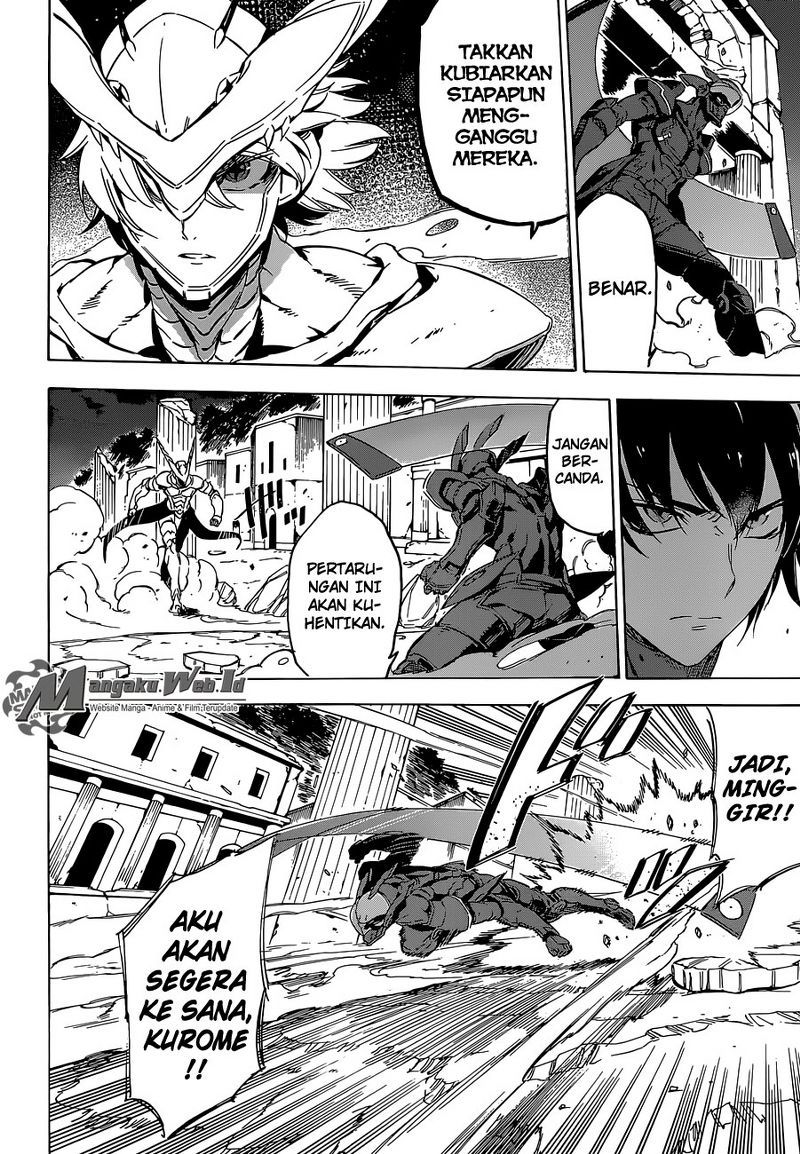 BENAR.
TAKKAN
KUBIARKAN
SIAPAPUN
MENG-
GANGGU
MEREKA.
JANGAN
BER-
CANDA.
PERTARU-
NGAN INI
AKAN KU-
HENTIKAN.
Mangaku.Web.Id
Website Manga - Anime & Film Terupdate
JADI,
MING-
GIR!!
AKU
AKAN
SEGERA
KE SANA,
KUROME
!!